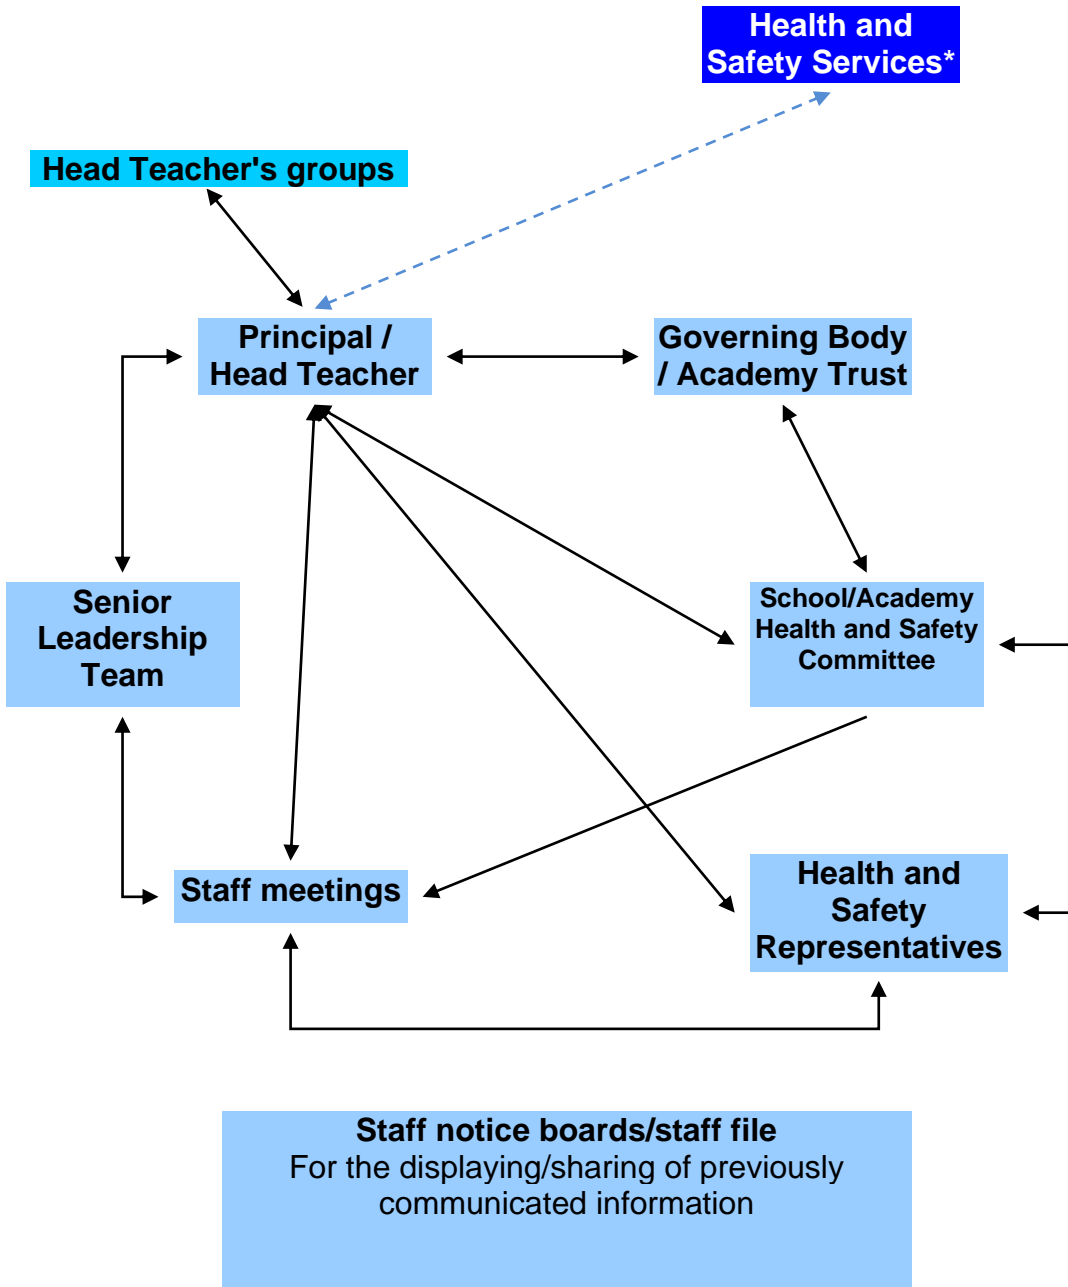 Health and
Safety Services*
Head Teacher's groups
Principal /
Head Teacher
Governing Body
/ Academy Trust
Senior
Leadership
Team
School/Academy
Health and Safety
Committee
Staff meetings
Health and
Safety
Representatives
Staff notice boards/staff file
For the displaying/sharing of previously
communicated information